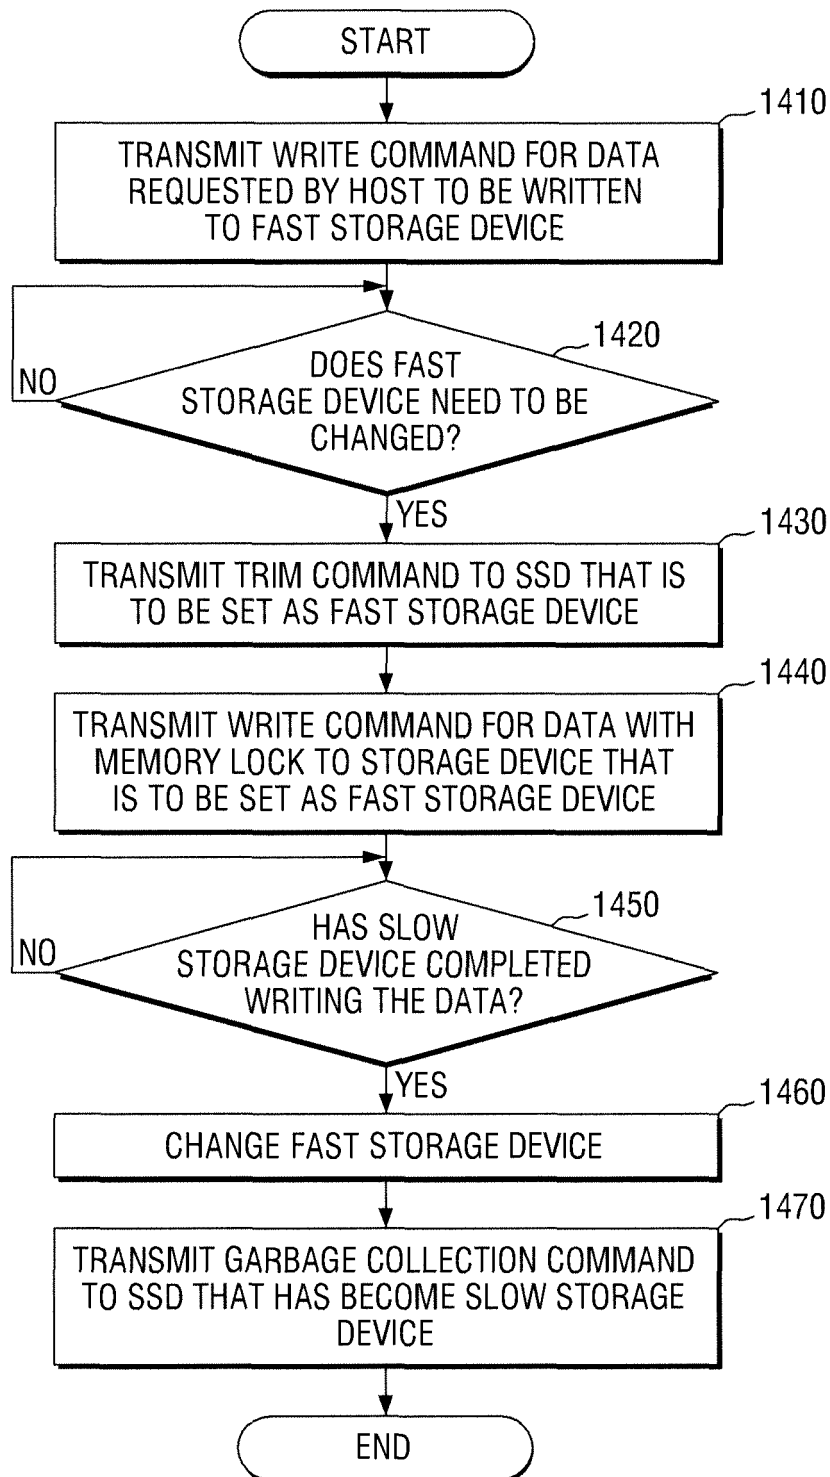 START
1410
TRANSMIT WRITE COMMAND FOR DATA
REQUESTED BY HOST TO BE WRITTEN
TO FAST STORAGE DEVICE
1420
DOES FAST
STORAGE DEVICE NEED TO BE
CHANGED?
NO
YES
1430
TRANSMIT TRIM COMMAND TO SSD THAT IS
TO BE SET AS FAST STORAGE DEVICE
1440
TRANSMIT WRITE COMMAND FOR DATA WITH
MEMORY LOCK TO STORAGE DEVICE THAT
IS TO BE SET AS FAST STORAGE DEVICE
1450
HAS SLOW
STORAGE DEVICE COMPLETED
WRITING THE DATA?
NO
YES
1460
CHANGE FAST STORAGE DEVICE
1470
TRANSMIT GARBAGE COLLECTION COMMAND
TO SSD THAT HAS BECOME SLOW STORAGE
DEVICE
END